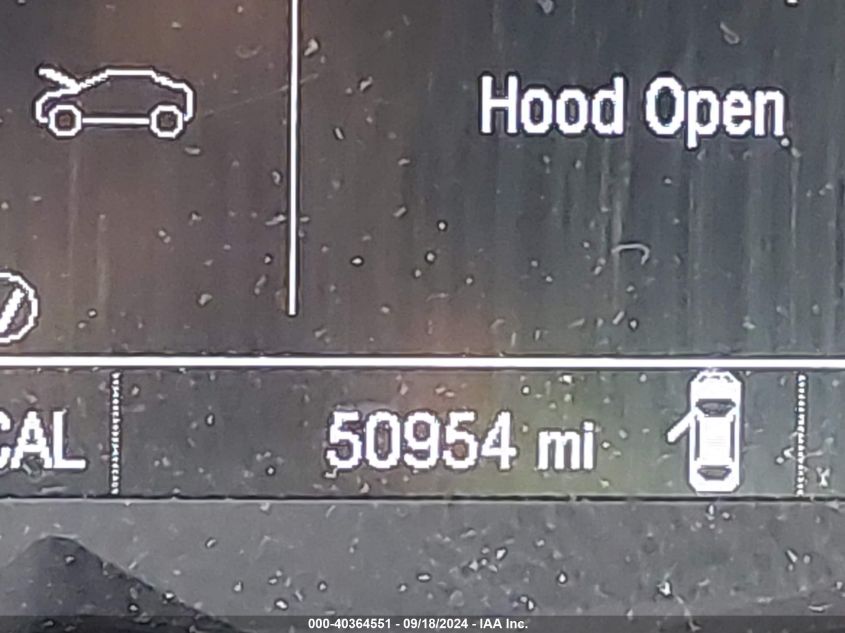 Hood Open
CAL
50954 mi
000-40364551 - 09/18/2024 - IAA Inc.